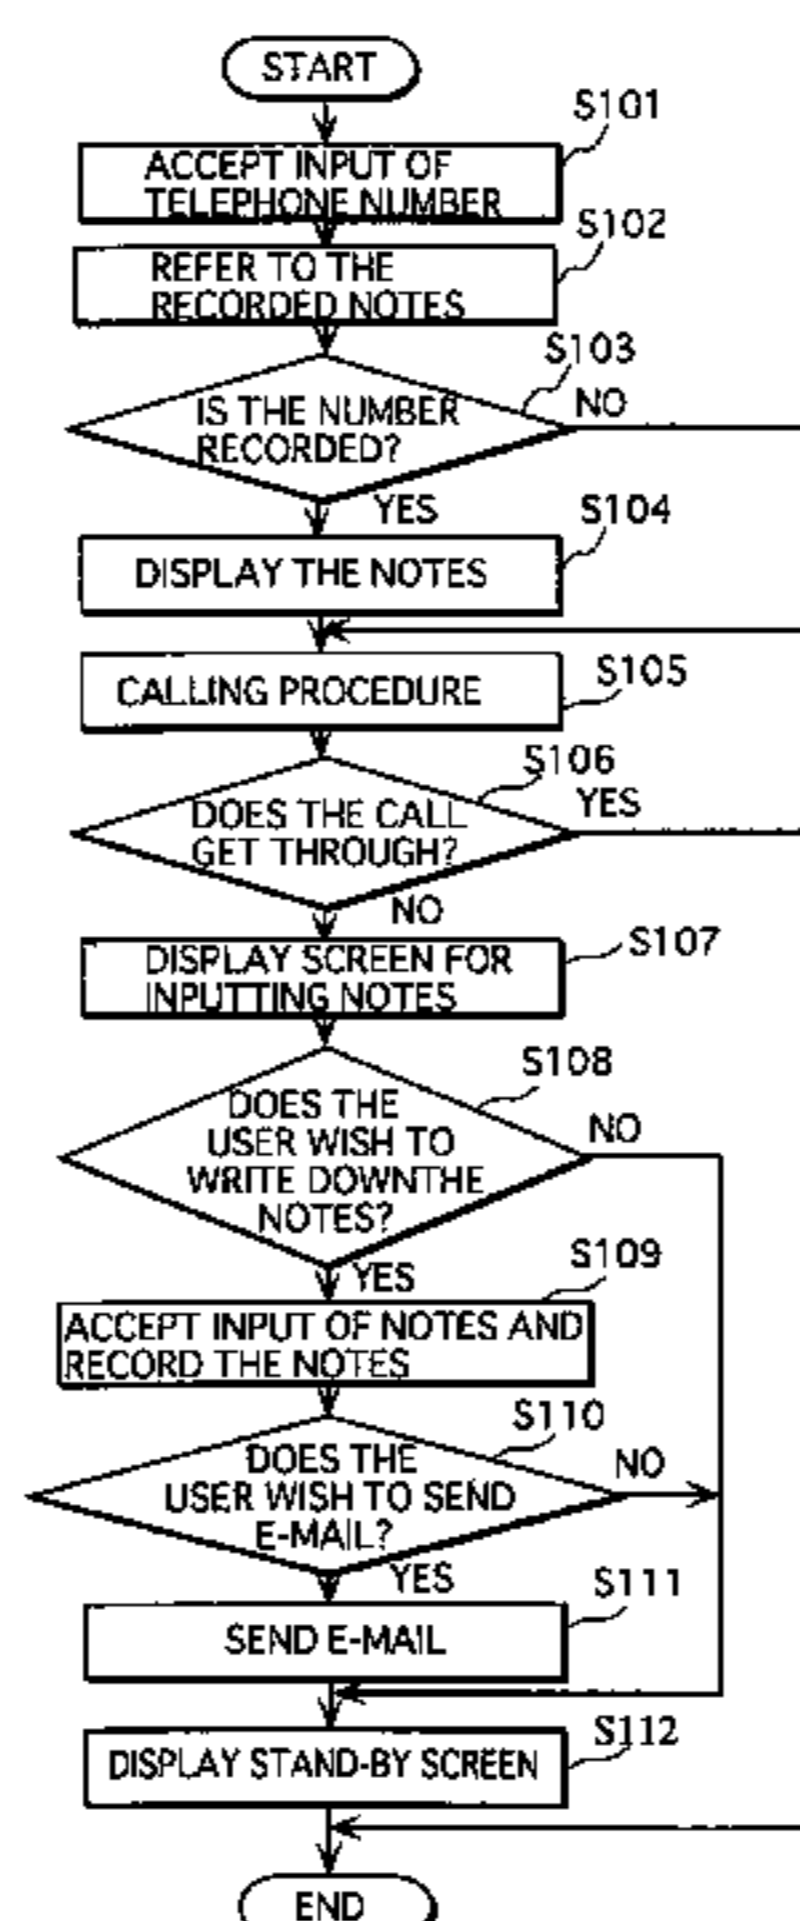 START
S101
ACCEPT INPUT OF
TELEPHONE NUMBER
S102
REFER TO THE
RECORDED NOTES
S103
IS THE NUMBER
RECORDED?
NO
YES
S104
DISPLAY THE NOTES
S105
CALLING PROCEDURE
S106
DOES THE CALL
GET THROUGH?
YES
NO
S107
DISPLAY SCREEN FOR
INPUTTING NOTES
S108
DOES THE
USER WISH TO
WRITE DOWNTHE
NOTES?
NO
YES
S109
ACCEPT INPUT OF NOTES AND
RECORD THE NOTES
S110
DOES THE
USER WISH TO SEND
E-MAIL?
NO
YES
S111
SEND E-MAIL
S112
DISPLAY STAND-BY SCREEN
END